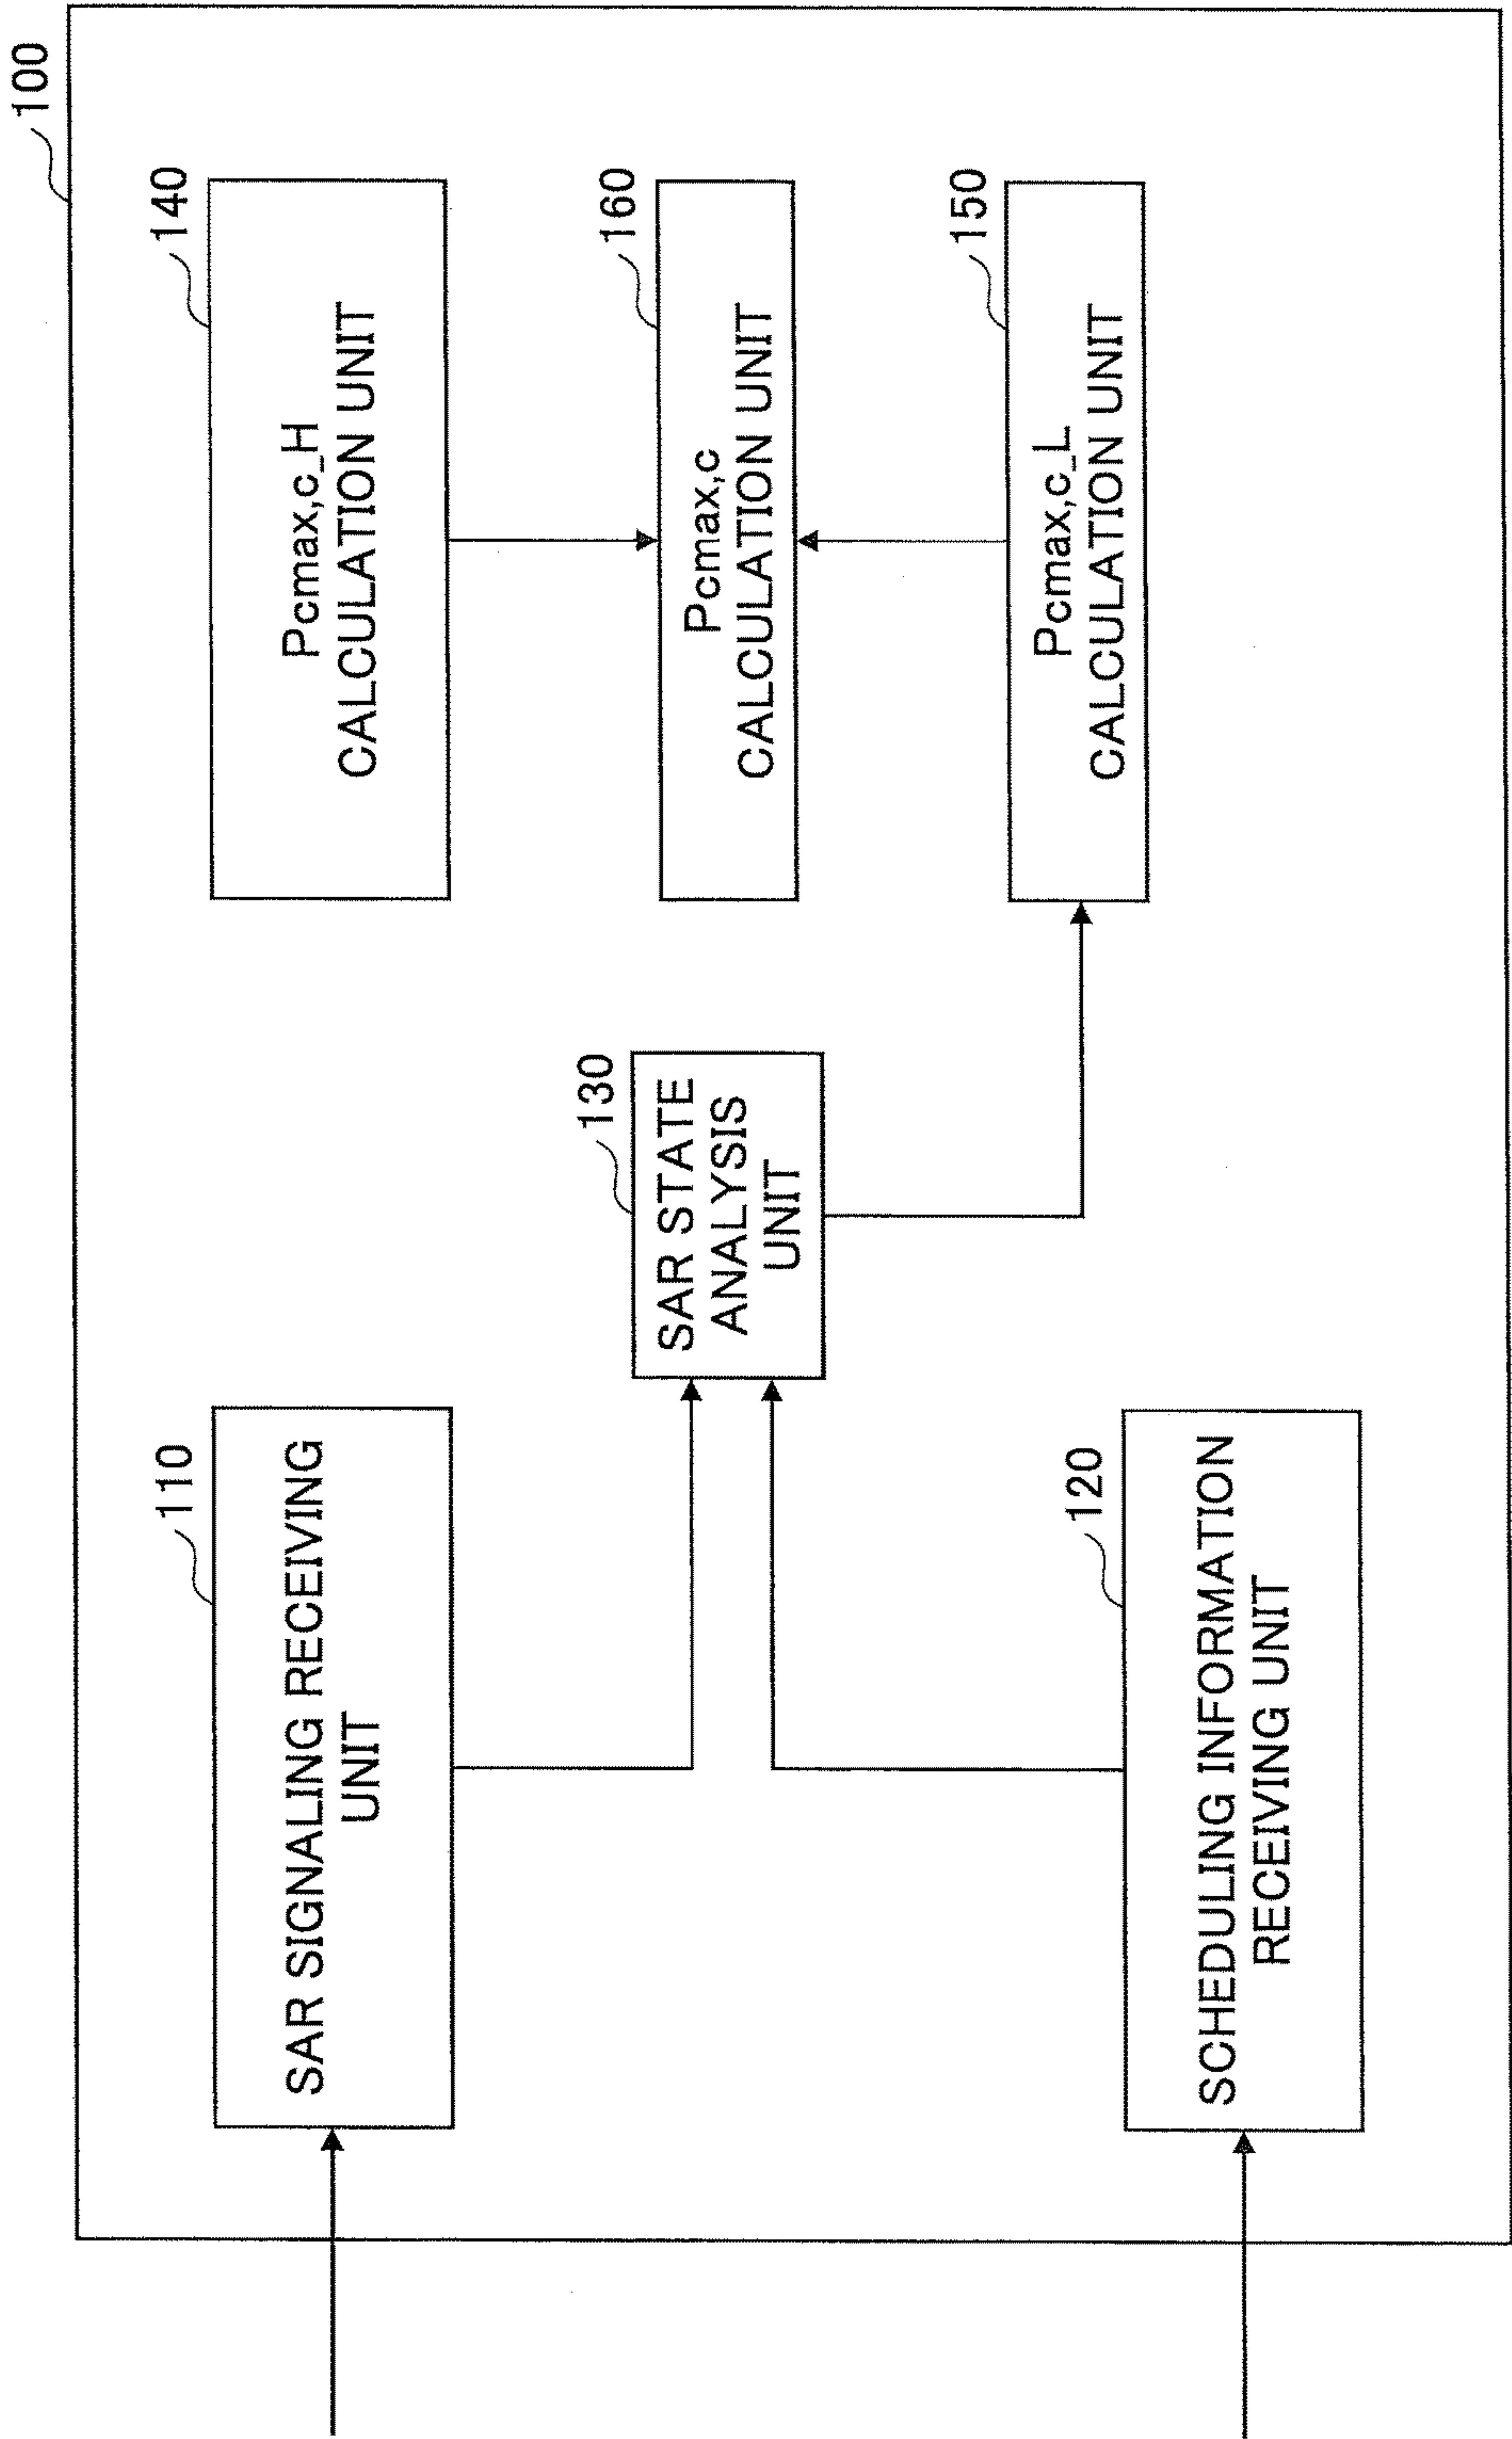 100
110
SAR SIGNALING RECEIVING
UNIT
120
SCHEDULING INFORMATION
RECEIVING UNIT
130
SAR STATE
ANALYSIS
UNIT
140
Pcmax,c_H
CALCULATION UNIT
160
Pcmax,c
CALCULATION UNIT
150
Pcmax,c_L
CALCULATION UNIT